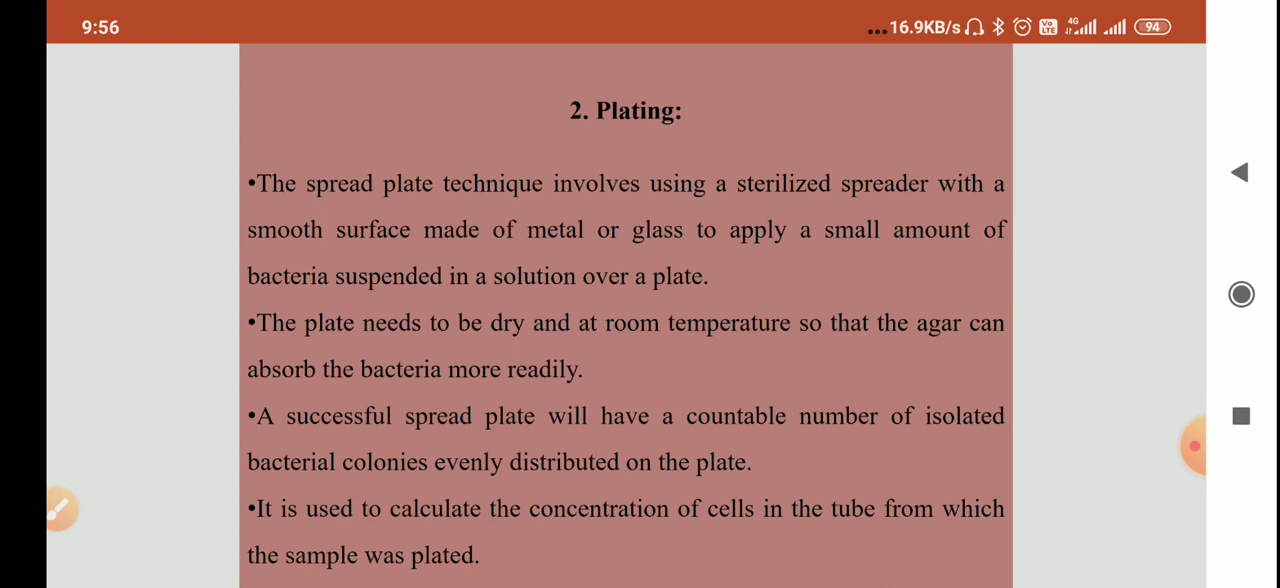 9:56
...16.9KB/s
Vo
LTE
4G
94
2. Plating:
•The spread plate technique involves using a sterilized spreader with a
smooth surface made of metal or glass to apply a small amount of
bacteria suspended in a solution over a plate.
•The plate needs to be dry and at room temperature so that the agar can
absorb the bacteria more readily.
•A successful spread plate will have a countable number of isolated
bacterial colonies evenly distributed on the plate.
•It is used to calculate the concentration of cells in the tube from which
the sample was plated.